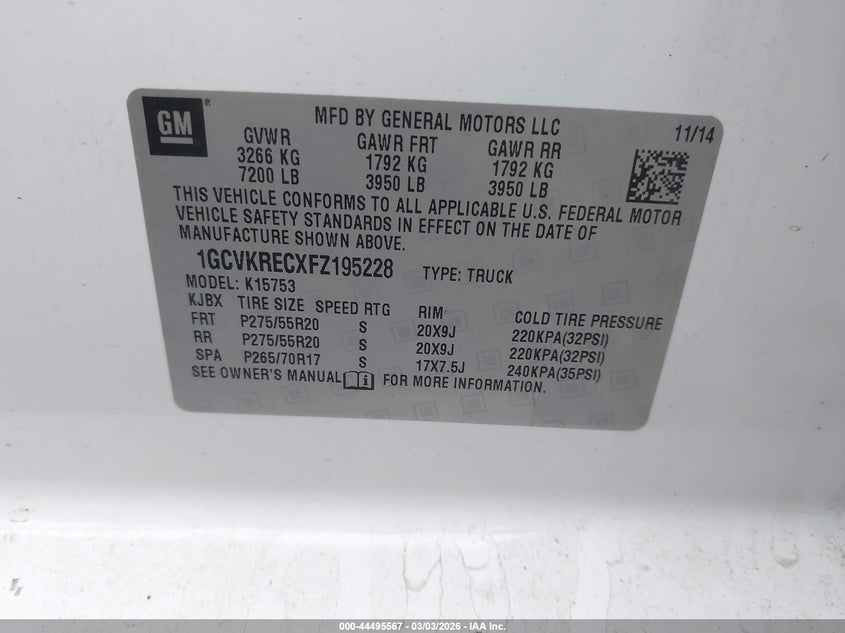 GM®
MFD BY GENERAL MOTORS LLC
11/14
GVWR GAWR FRT GAWR RR
3266 KG 1792 KG 1792 KG
7200 LB 3950 LB 3950 LB
THIS VEHICLE CONFORMS TO ALL APPLICABLE U.S. FEDERAL MOTOR
VEHICLE SAFETY STANDARDS IN EFFECT ON THE DATE OF
MANUFACTURE SHOWN ABOVE.
1GCVKRECXFZ195228 TYPE: TRUCK
MODEL: K15753
KJBX TIRE SIZE SPEED RTG RIM COLD TIRE PRESSURE
FRT P275/55R20 S 20X9J 220KPA(32PSI)
RR P275/55R20 S 20X9J 220KPA(32PSI)
SPA P265/70R17 S 17X7.5J 240KPA(35PSI)
SEE OWNER'S MANUAL FOR MORE INFORMATION.
000-44495567 | 03/03/2026 - IAA Inc.